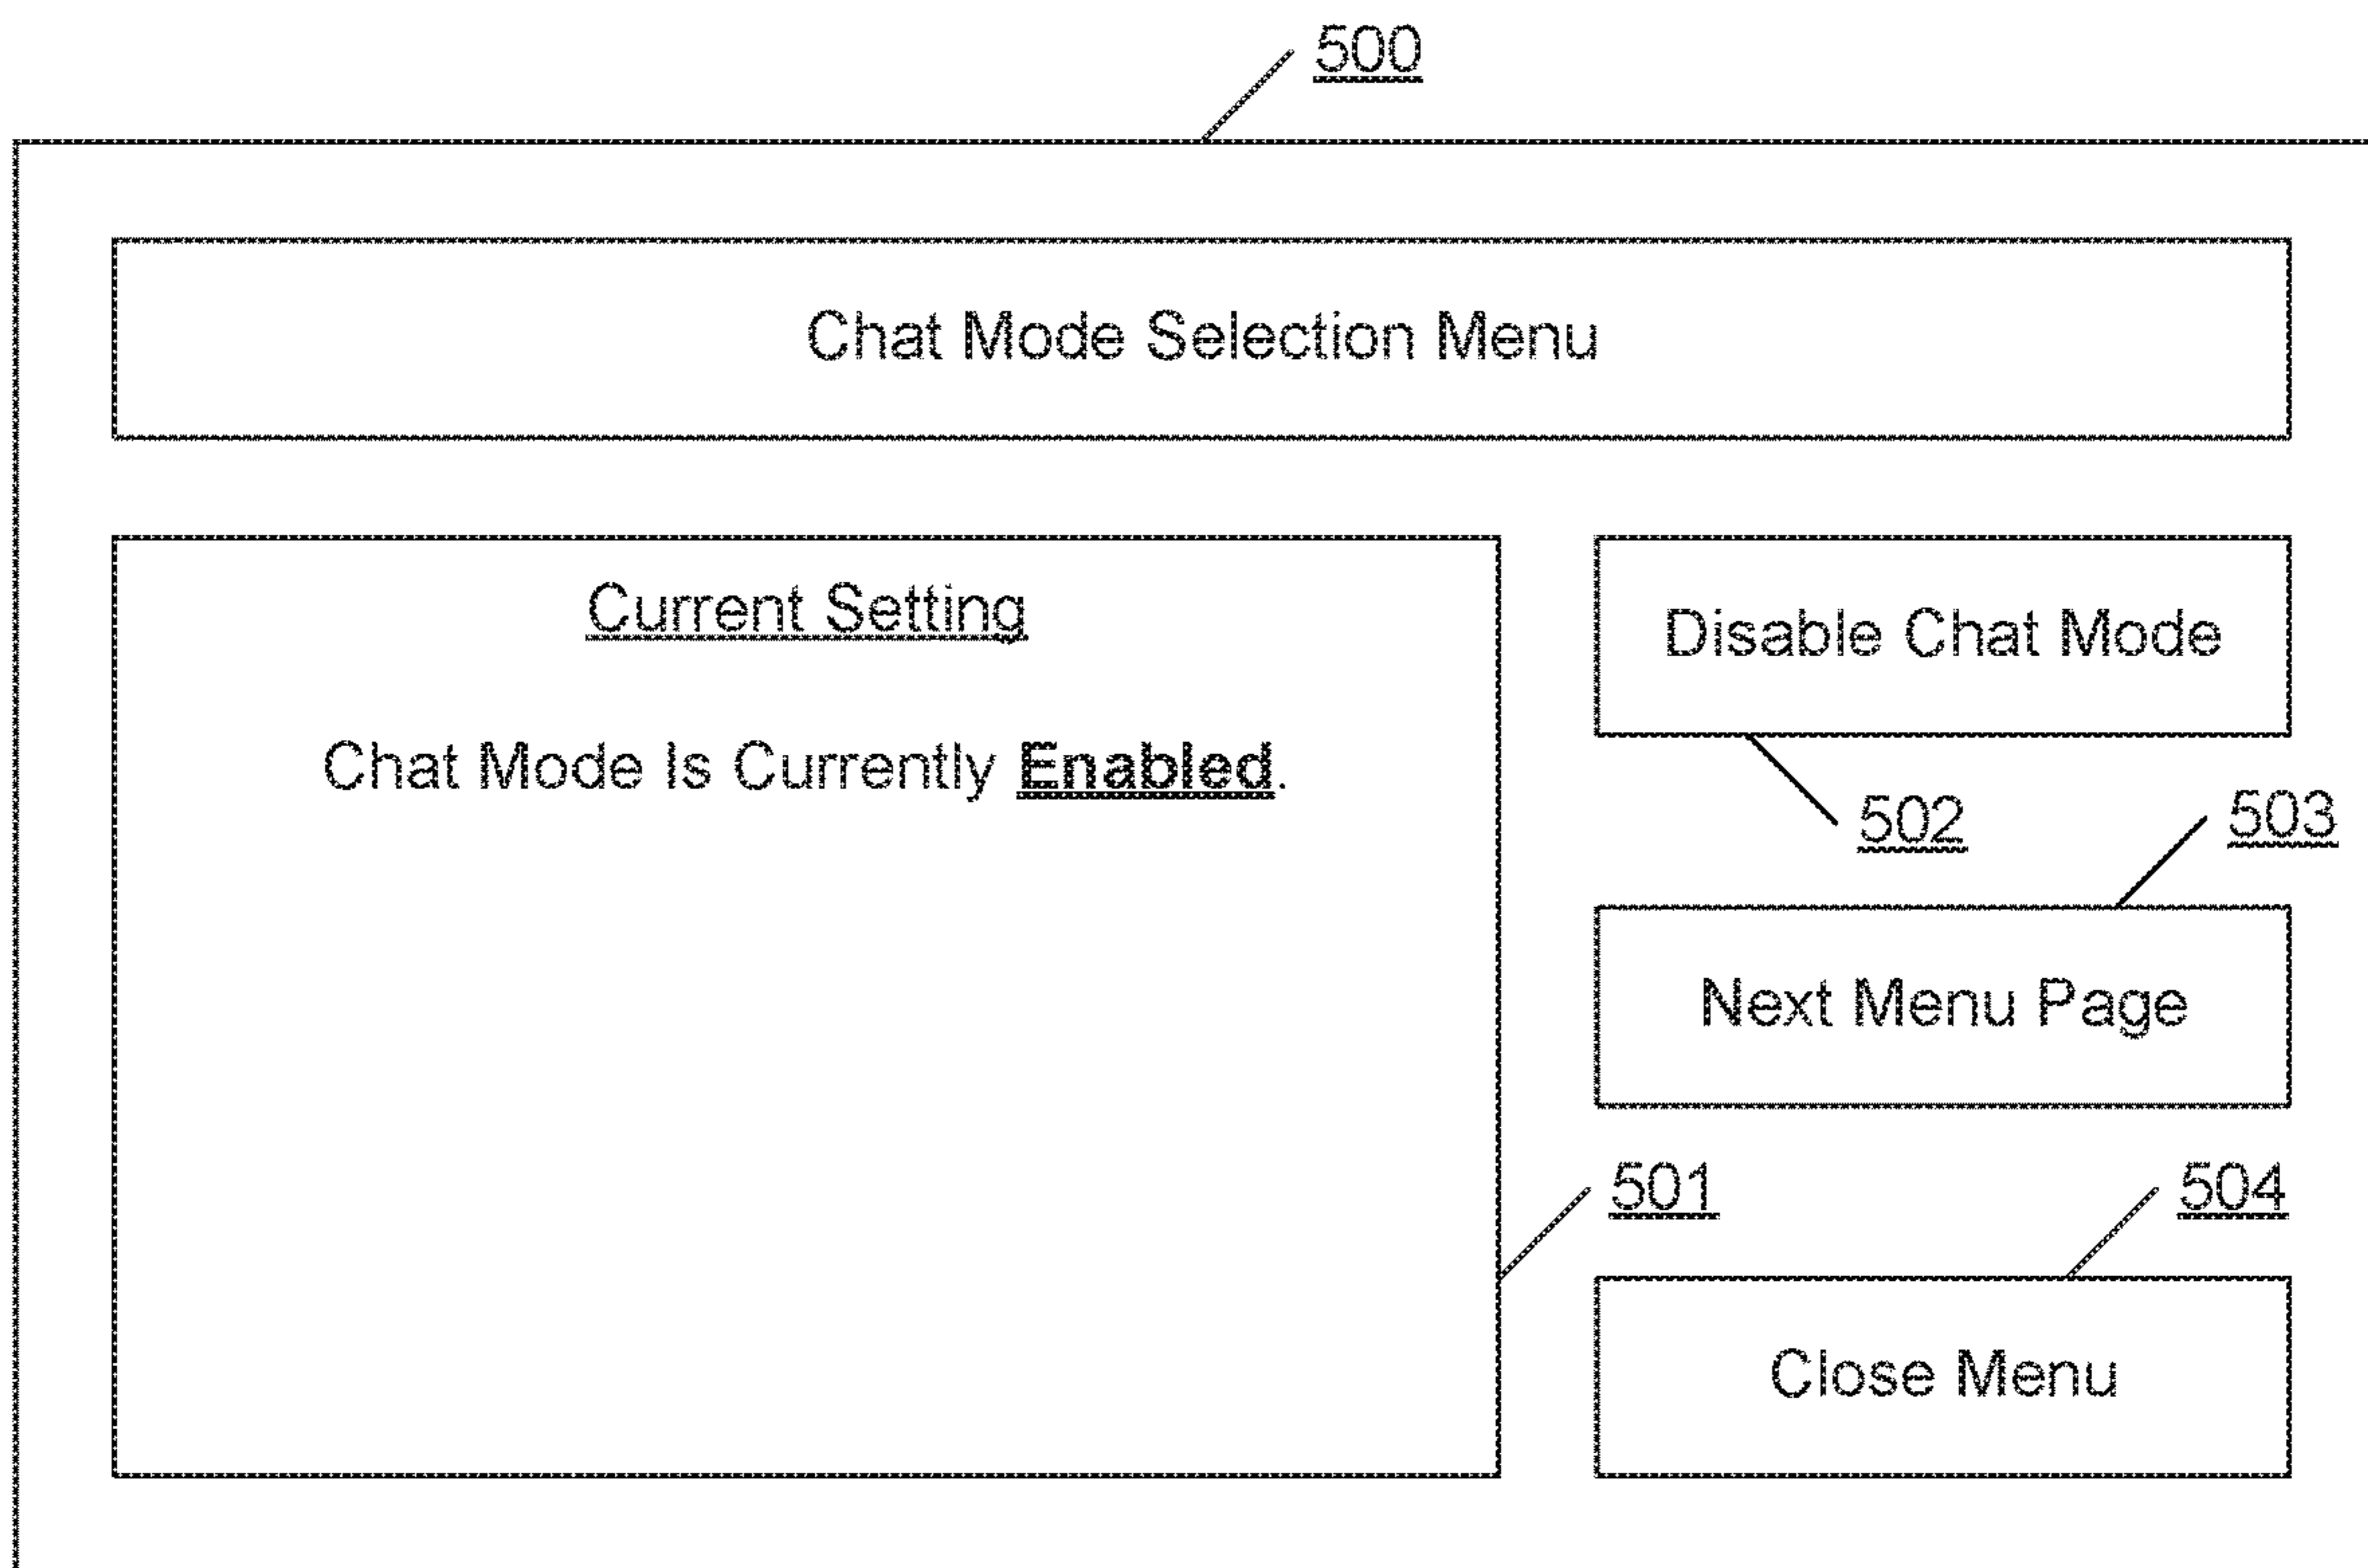 500
Chat Mode Selection Menu
Current Setting
Chat Mode Is Currently Enabled.
Disable Chat Mode
502
503
Next Menu Page
501
504
Close Menu